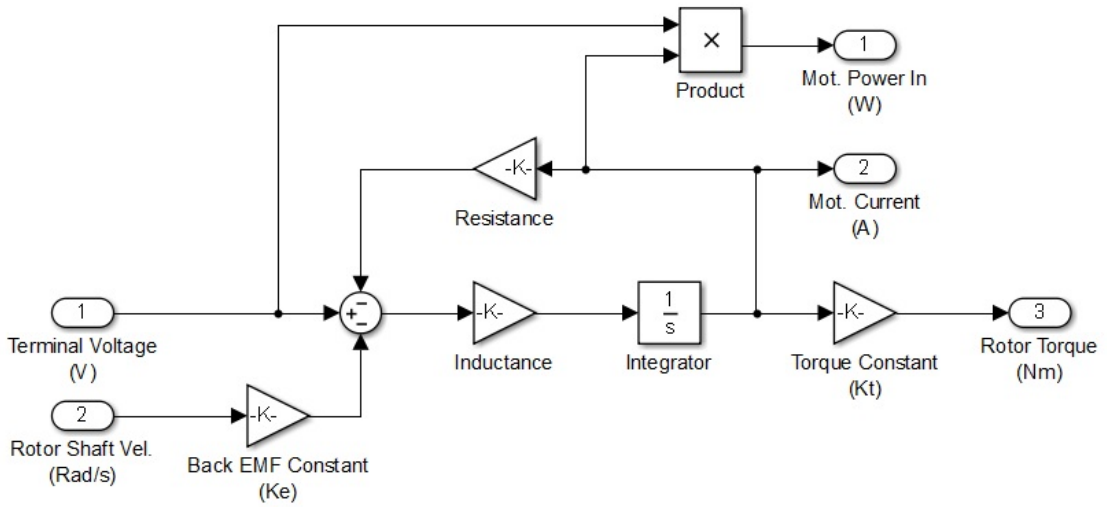 ×
Product
1
Mot. Power In
(W)
-K-
Resistance
2
Mot. Current
(A)
1
Terminal Voltage
(V)
+
−
−
-K-
Inductance
1
s
Integrator
-K-
Torque Constant
(Kt)
3
Rotor Torque
(Nm)
2
Rotor Shaft Vel.
(Rad/s)
-K-
Back EMF Constant
(Ke)